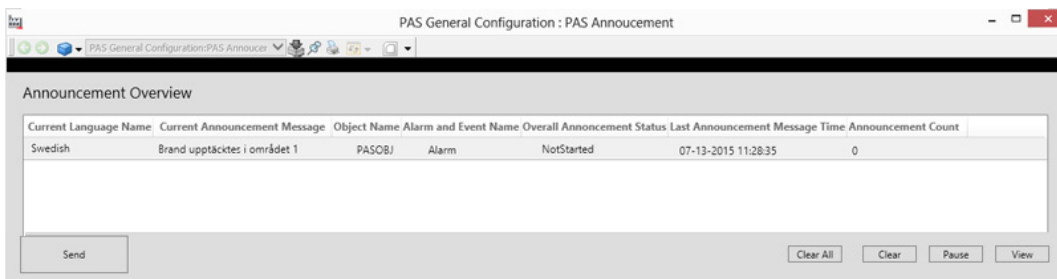 PAS General Configuration : PAS Annoucement
PAS General Configuration:PAS Annoucer
Announcement Overview
Current Language Name Current Announcement Message Object Name Alarm and Event Name Overall Annoncement Status Last Announcement Message Time Announcement Count
Swedish Brand upptäcktes i området 1 PASOBJ Alarm NotStarted 07-13-2015 11:28:35 0
Send Clear All Clear Pause View